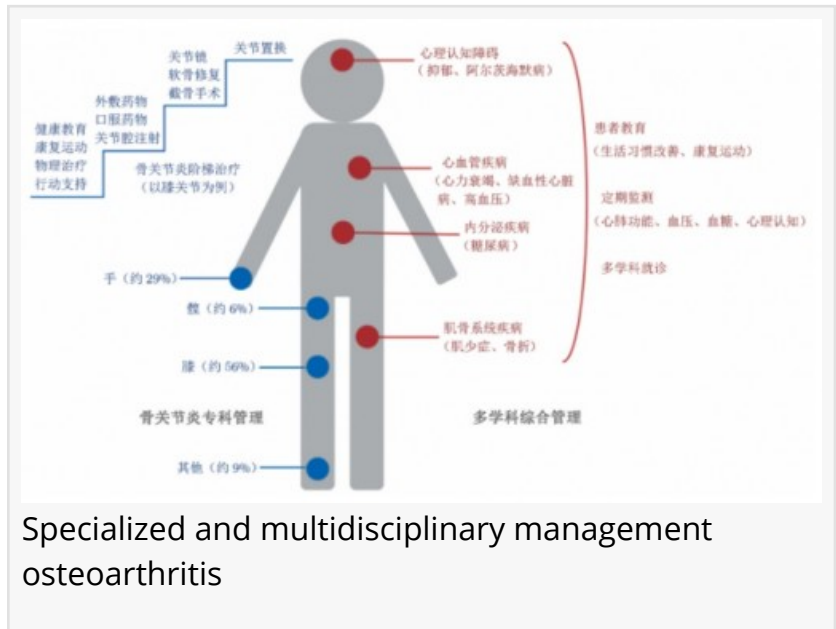 关节置换
关节镜
软骨修复
截骨手术
外敷药物
口服药物
关节腔注射
健康教育
康复运动
物理治疗
行动支持
骨关节炎阶梯治疗
（以膝关节为例）
手（约 29%）
髋（约 6%）
膝（约 56%）
其他（约 9%）
骨关节炎专科管理
心理认知障碍
（抑郁、阿尔茨海默病）
心血管疾病
（心力衰竭、缺血性心脏
病、高血压）
内分泌疾病
（糖尿病）
肌骨系统疾病
（肌少症、骨折）
患者教育
（生活习惯改善、康复运动）
定期监测
（心肺功能、血压、血糖、心理认知）
多学科就诊
多学科综合管理
Specialized and multidisciplinary management
osteoarthritis